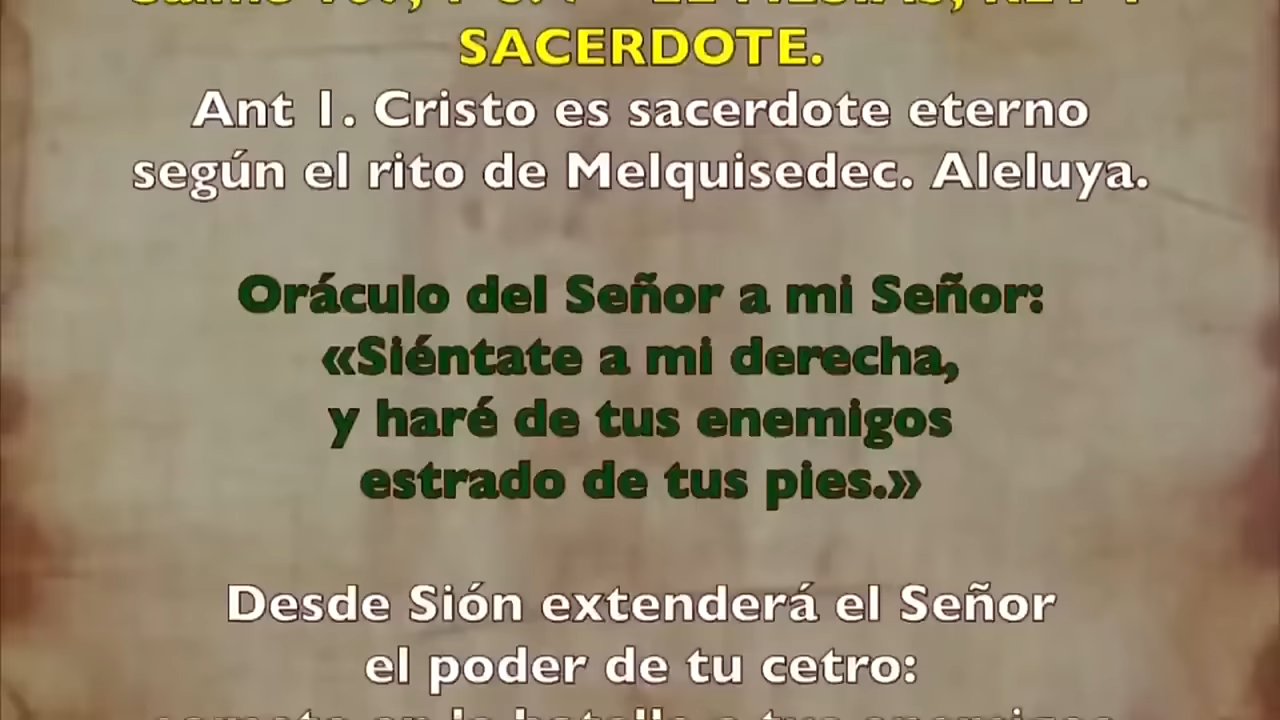 SACERDOTE.
Ant 1. Cristo es sacerdote eterno
según el rito de Melquisedec. Aleluya.
Oráculo del Señor a mi Señor:
«Siéntate a mi derecha,
y haré de tus enemigos
estrado de tus pies.»
Desde Sión extenderá el Señor
el poder de tu cetro: